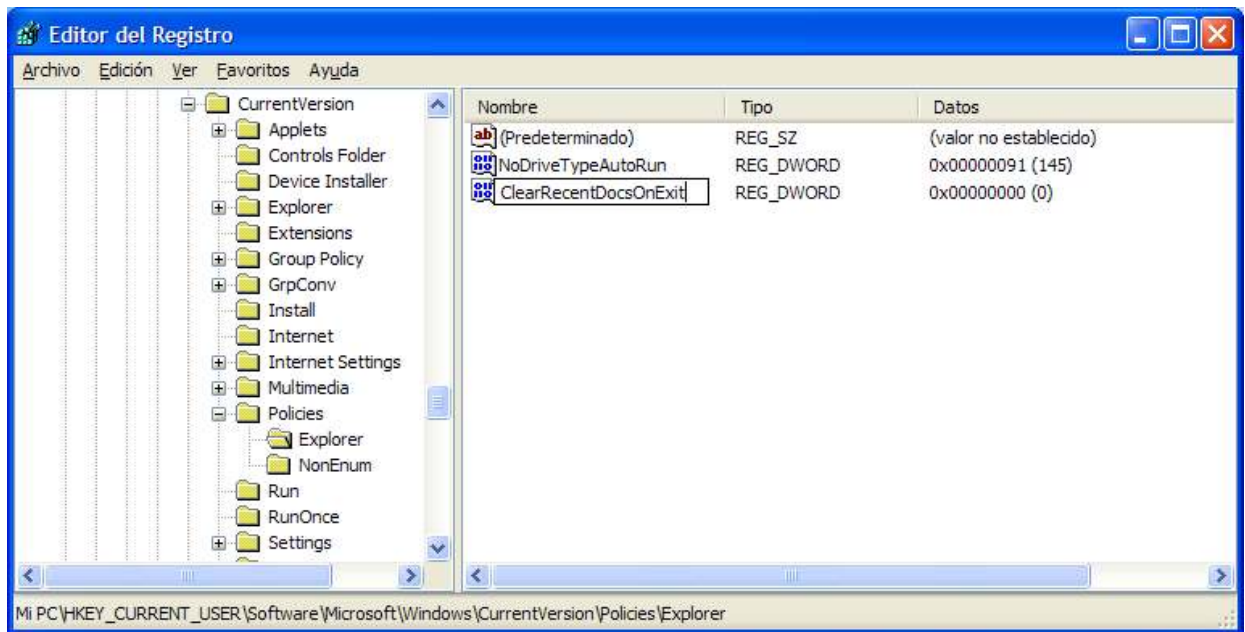 Editor del Registro
Archivo Edición Ver Favoritos Ayuda
CurrentVersion
Applets
Controls Folder
Device Installer
Explorer
Extensions
Group Policy
GrpConv
Install
Internet
Internet Settings
Multimedia
Policies
Explorer
NonEnum
Run
RunOnce
Settings
Nombre Tipo Datos
(Predeterminado) REG_SZ (valor no establecido)
NoDriveTypeAutoRun REG_DWORD 0x00000091 (145)
ClearRecentDocsOnExit REG_DWORD 0x00000000 (0)
Mi PC\HKEY_CURRENT_USER\Software\Microsoft\Windows\CurrentVersion\Policies\Explorer